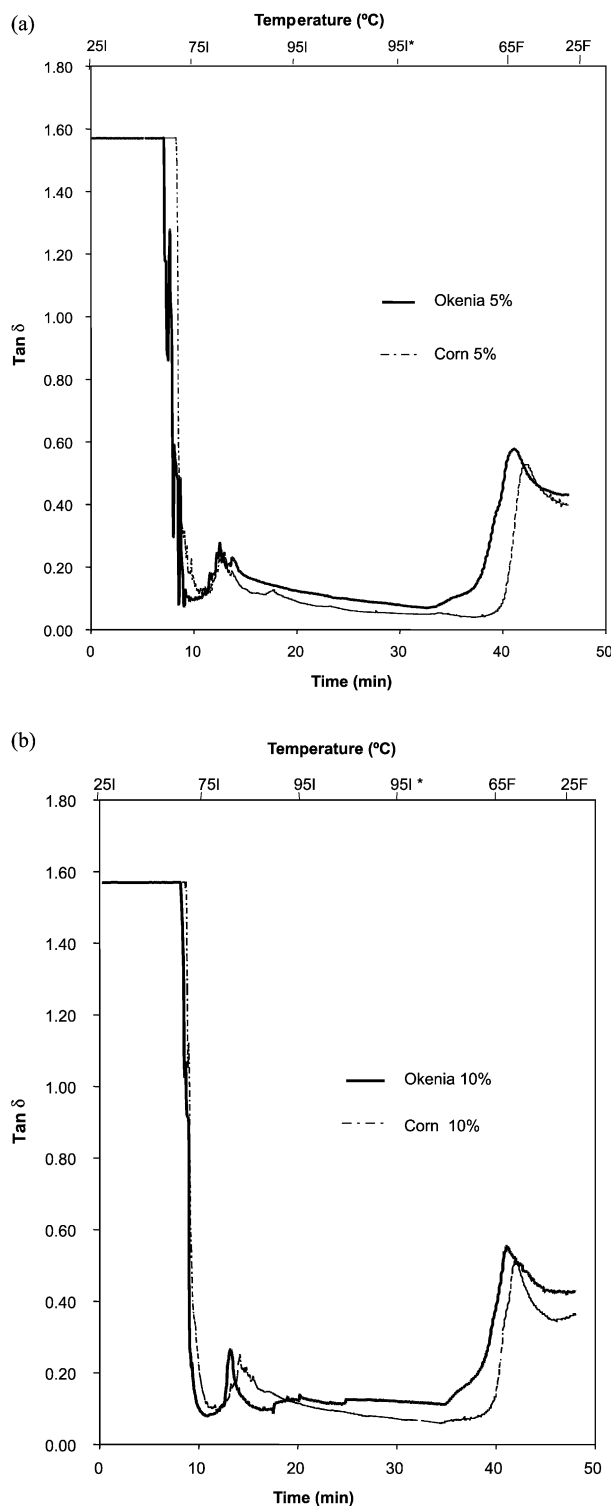 (a)
Temperature (ºC)
25I 75I 95I 95I* 65F 25F
1.80
1.60
1.40
1.20
1.00
0.80
0.60
0.40
0.20
0.00
Tan δ
Okenia 5%
Corn 5%
0 10 20 30 40 50
Time (min)
(b)
Temperature (ºC)
25I 75I 95I 95I * 65F 25F
1.80
1.60
1.40
1.20
1.00
0.80
0.60
0.40
0.20
0.00
Tan δ
Okenia 10%
Corn 10%
0 10 20 30 40 50
Time (min)